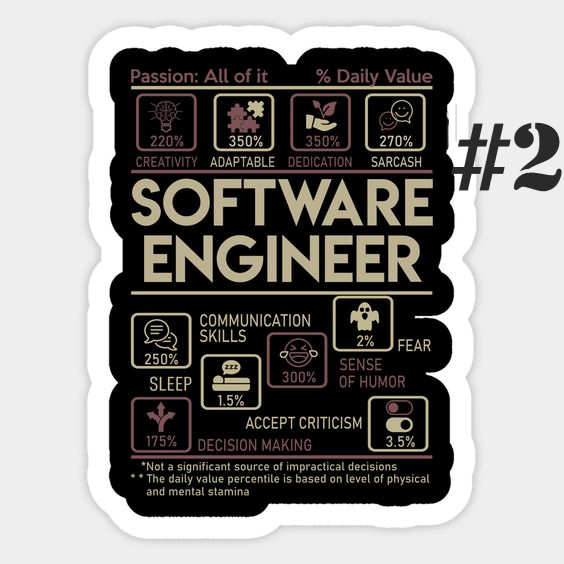 Passion: All of it % Daily Value
220% 350% 350% 270%
CREATIVITY ADAPTABLE DEDICATION SARCASH
#2
SOFTWARE
ENGINEER
250%
COMMUNICATION
SKILLS
2%
FEAR
SLEEP
zzz
1.5%
300%
SENSE
OF HUMOR
175%
DECISION MAKING
ACCEPT CRITICISM
3.5%
*Not a significant source of impractical decisions
* * The daily value percentile is based on level of physical
and mental stamina